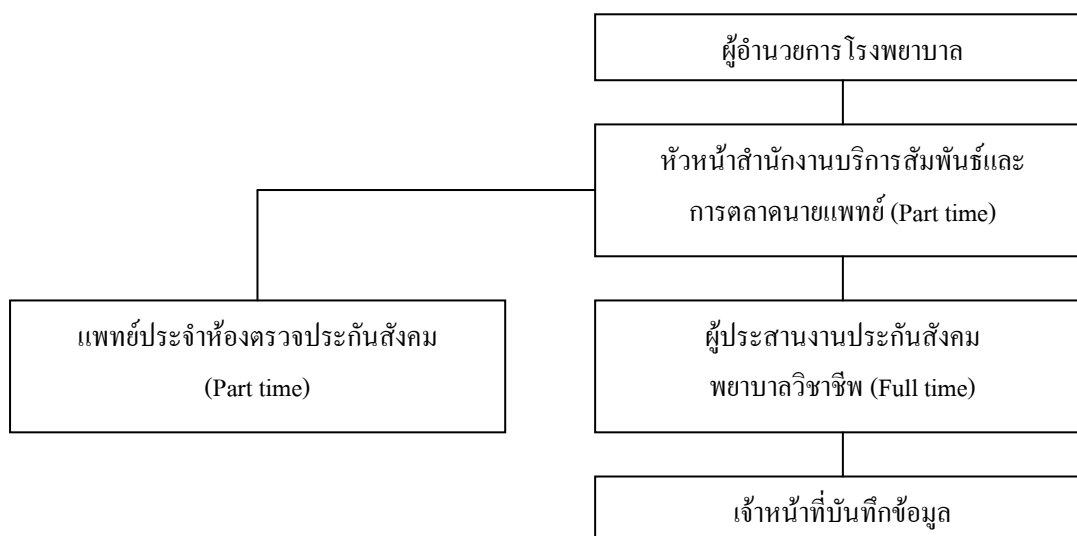 ผู้อำนวยการโรงพยาบาล
หัวหน้าสำนักงานบริการสัมพันธ์และ
การตลาดนายแพทย์ (Part time)
แพทย์ประจำห้องตรวจประกันสังคม
(Part time)
ผู้ประสานงานประกันสังคม
พยาบาลวิชาชีพ (Full time)
เจ้าหน้าที่บันทึกข้อมูล